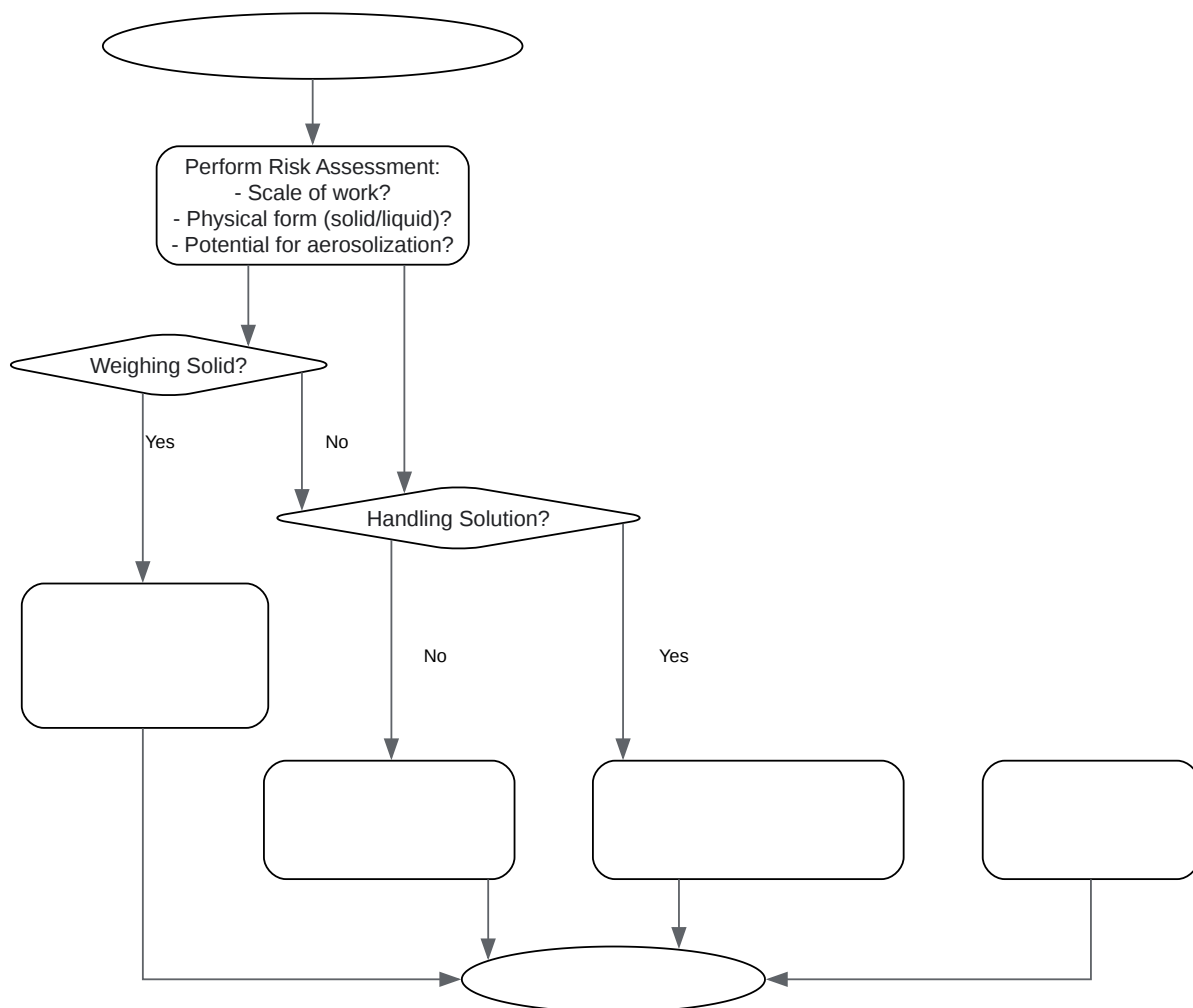 Perform Risk Assessment:
- Scale of work?
- Physical form (solid/liquid)?
- Potential for aerosolization?
Weighing Solid?
Yes
No
Handling Solution?
No
Yes